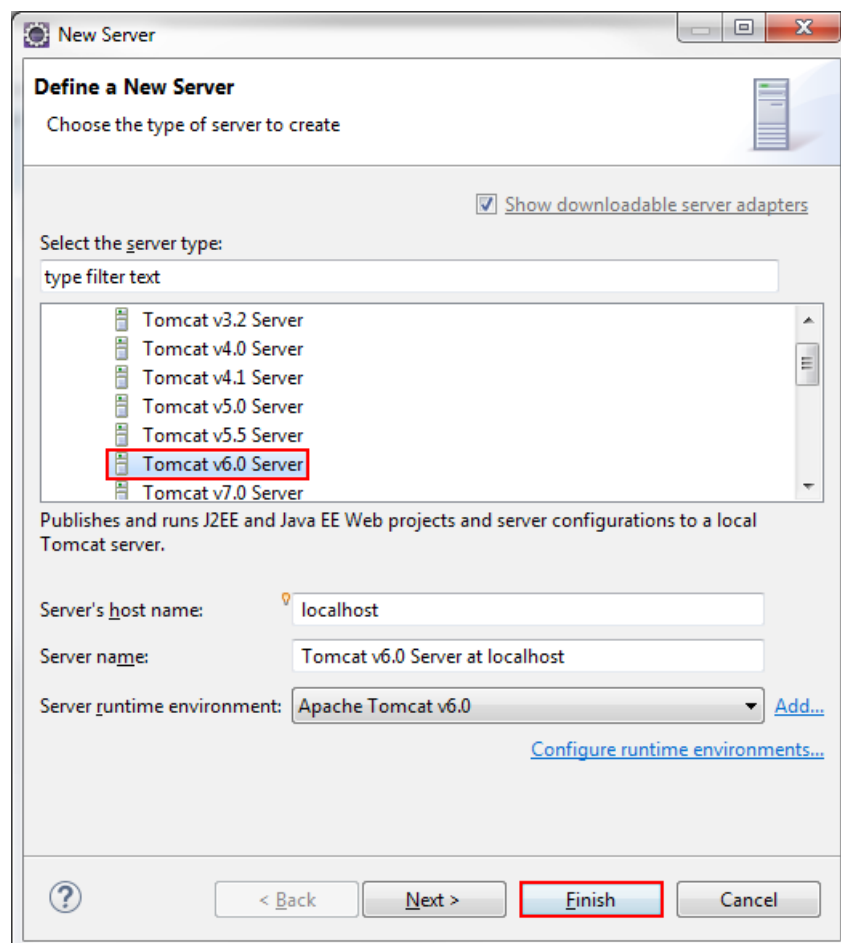 New Server
Define a New Server
Choose the type of server to create
Show downloadable server adapters
Select the server type:
type filter text
Tomcat v3.2 Server
Tomcat v4.0 Server
Tomcat v4.1 Server
Tomcat v5.0 Server
Tomcat v5.5 Server
Tomcat v6.0 Server
Tomcat v7.0 Server
Publishes and runs J2EE and Java EE Web projects and server configurations to a local
Tomcat server.
Server's host name: localhost
Server name: Tomcat v6.0 Server at localhost
Server runtime environment: Apache Tomcat v6.0 Add...
Configure runtime environments...
? < Back Next > Finish Cancel